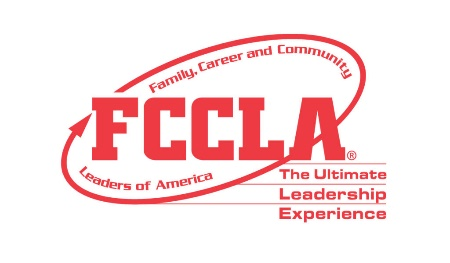 Family, Career and Community
FCCLA®
Leaders of America
The Ultimate
Leadership
Experience